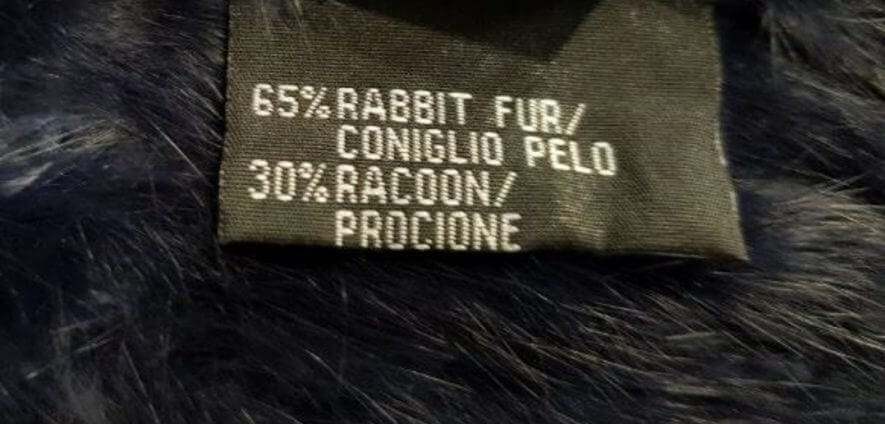 65% RABBIT FUR/
CONIGLIO PELO
30% RACOON/
PROCIONE